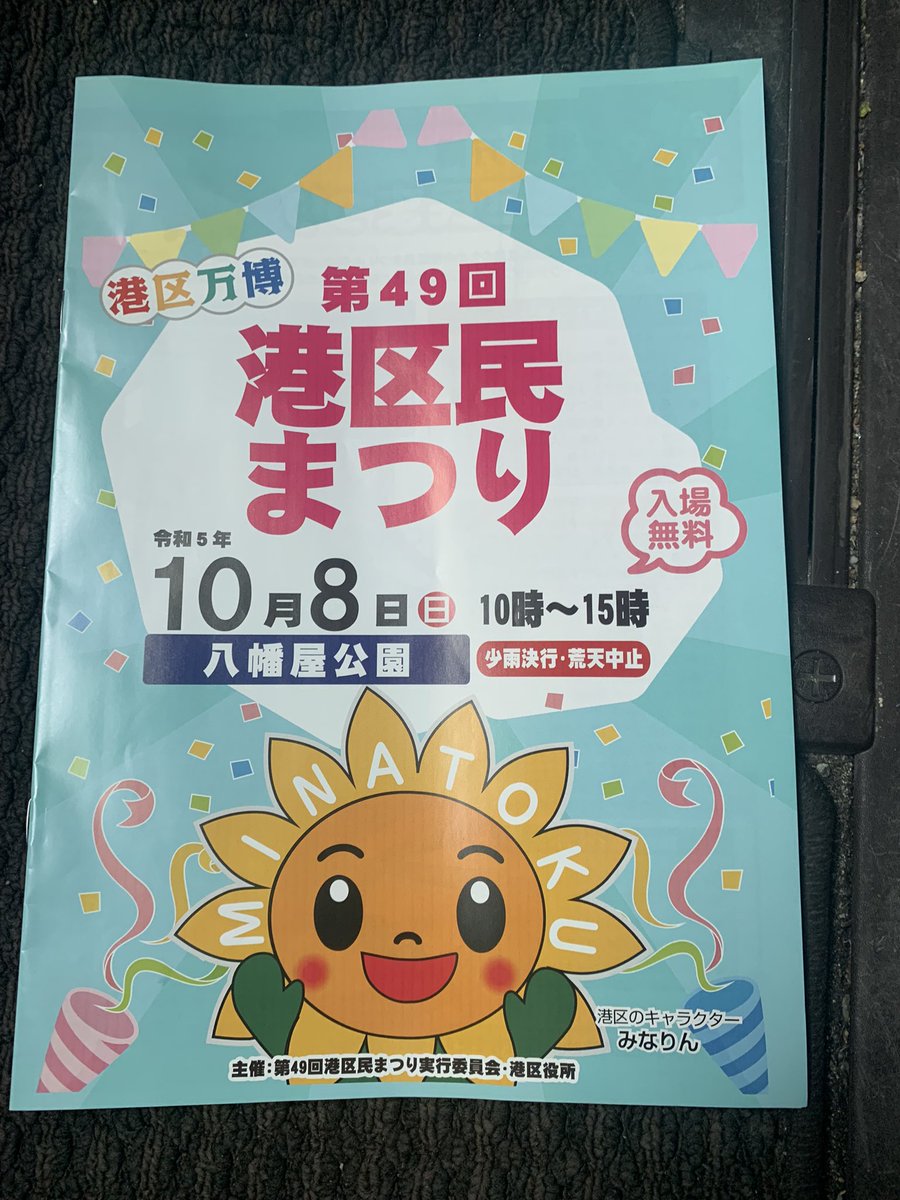 港区万博
第49回
港区民
まつり
入場
無料
令和5年
10月8日(日) 10時～15時
八幡屋公園
少雨決行・荒天中止
MINATOKU
港区のキャラクター
みなりん
主催：第49回港区民まつり実行委員会・港区役所